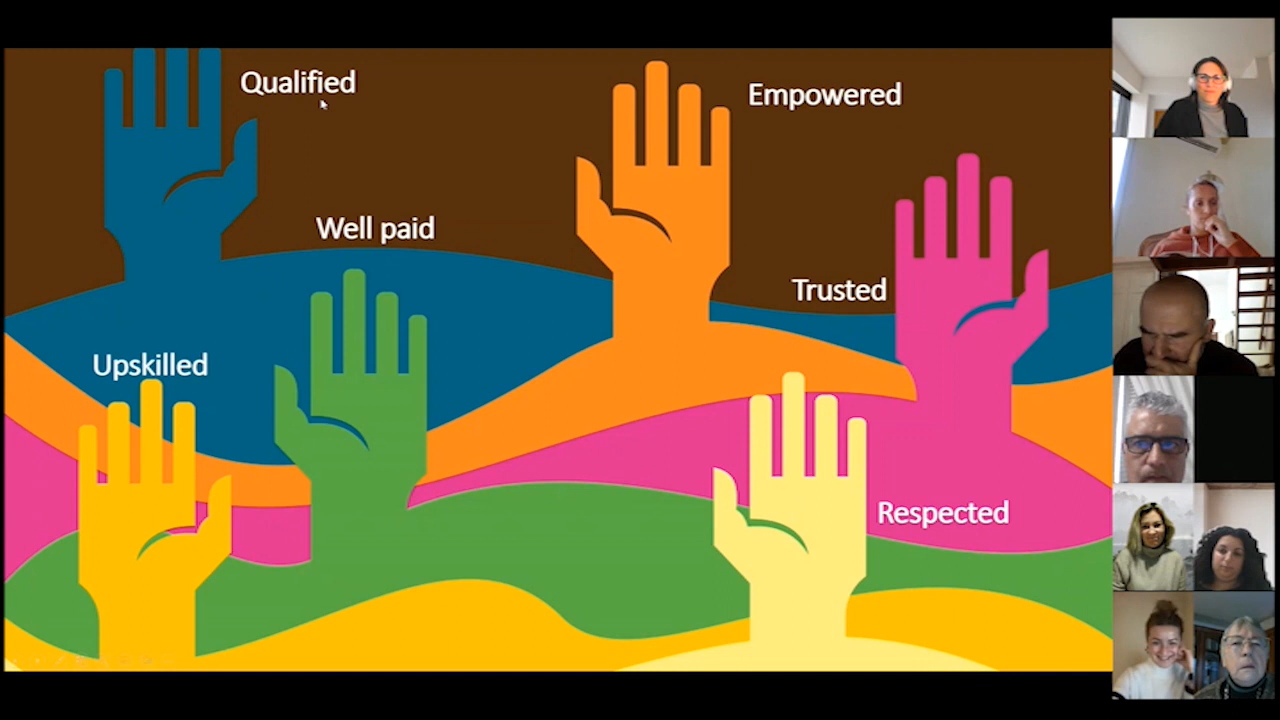 Qualified
Empowered
Well paid
Trusted
Upskilled
Respected